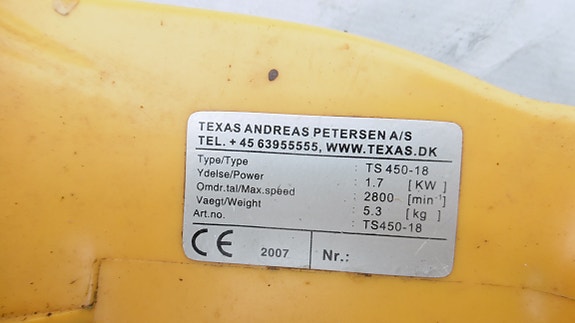 TEXAS ANDREAS PETERSEN A/S
TEL. + 45 63955555, WWW.TEXAS.DK
Type/Type : TS 450-18
Ydelse/Power : 1.7 [KW]
Omdr.tal/Max.speed : 2800 [min⁻¹]
Vaegt/Weight : 5.3 [kg]
Art.no. : TS450-18
CE 2007 Nr.: